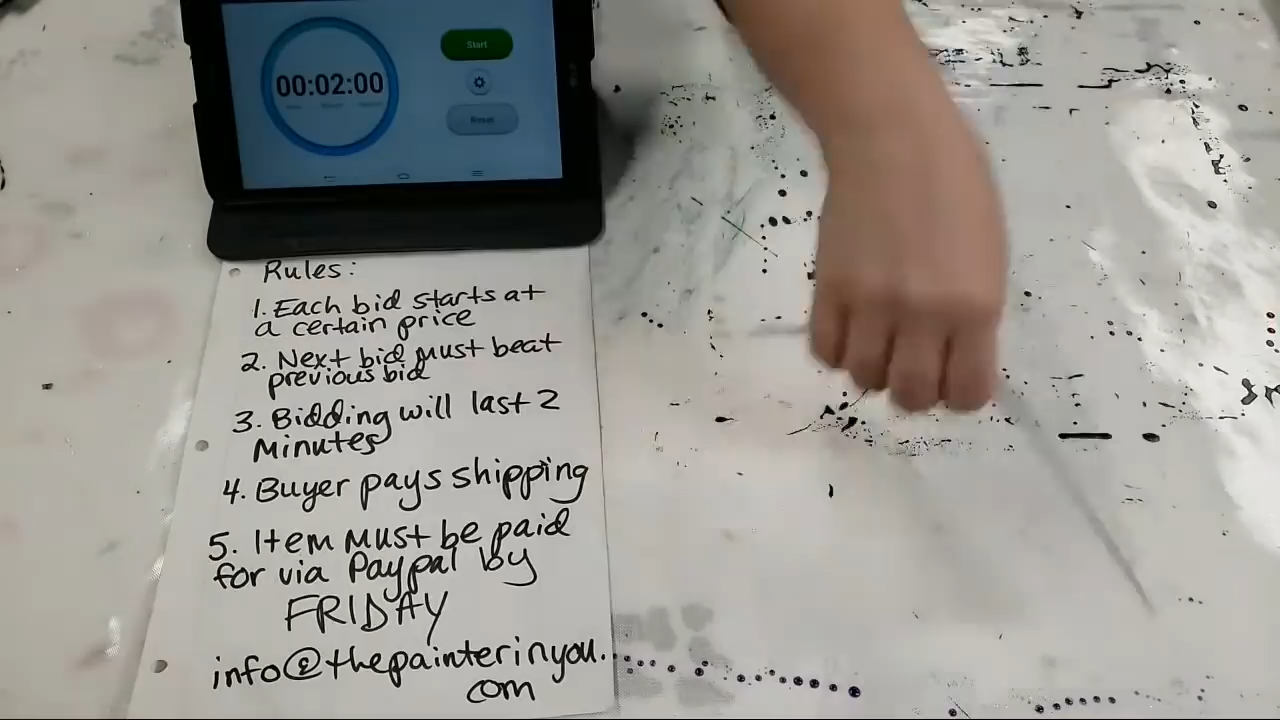 00:02:00
Start
Reset
Rules:
1. Each bid starts at
a certain price
2. Next bid must beat
previous bid
3. Bidding will last 2
Minutes
4. Buyer pays shipping
5. Item must be paid
for via Paypal by
FRIDAY
info@thepainterinyou.
com